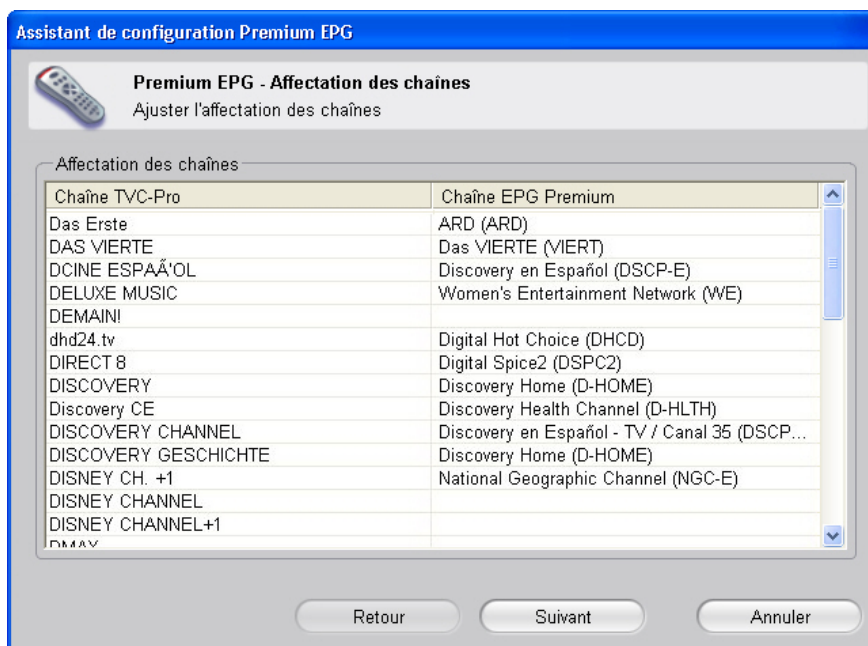 Assistant de configuration Premium EPG
Premium EPG - Affectation des chaînes
Ajuster l'affectation des chaînes
Affectation des chaînes
Chaîne TVC-Pro Chaîne EPG Premium
Das Erste ARD (ARD)
DAS VIERTE Das VIERTE (VIERT)
DCINE ESPAÃ'OL Discovery en Español (DSCP-E)
DELUXE MUSIC Women's Entertainment Network (WE)
DEMAIN!
dhd24.tv Digital Hot Choice (DHCD)
DIRECT 8 Digital Spice2 (DSPC2)
DISCOVERY Discovery Home (D-HOME)
Discovery CE Discovery Health Channel (D-HLTH)
DISCOVERY CHANNEL Discovery en Español - TV / Canal 35 (DSCP...
DISCOVERY GESCHICHTE Discovery Home (D-HOME)
DISNEY CH. +1 National Geographic Channel (NGC-E)
DISNEY CHANNEL
DISNEY CHANNEL+1
DMAX
Retour Suivant Annuler